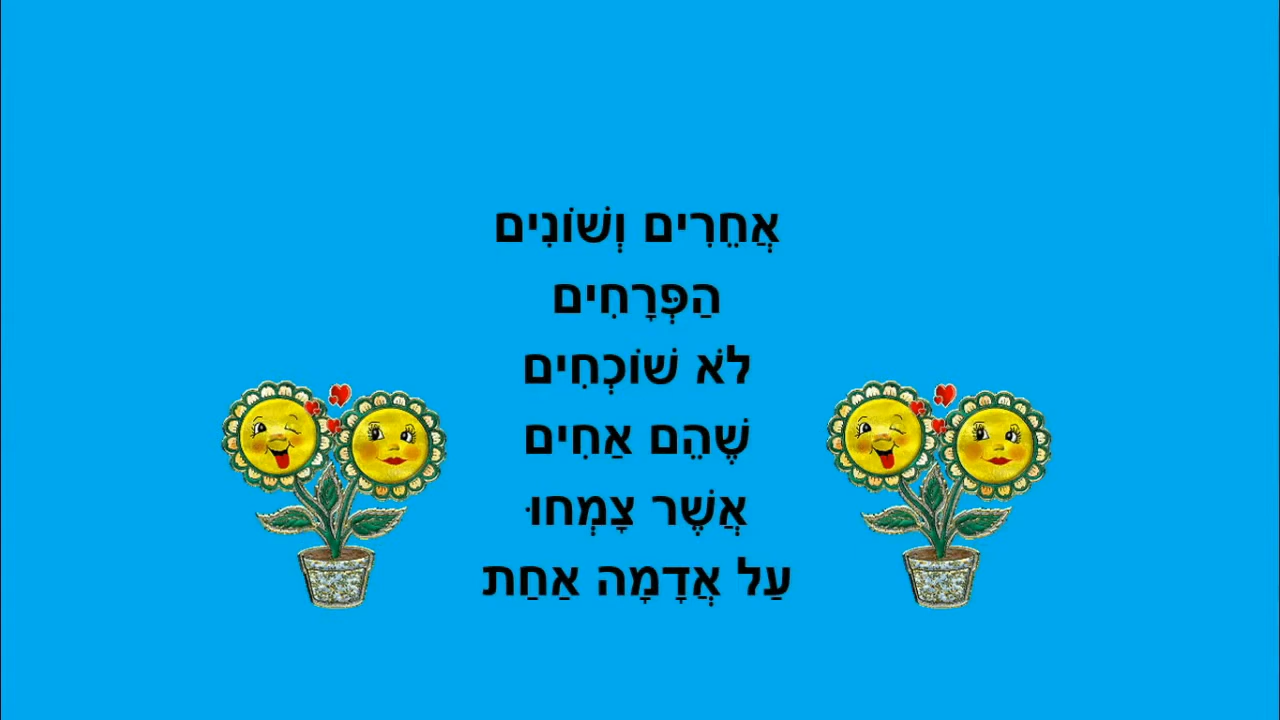 אֲחֵרִים וְשׁוֹנִים
הַפְּרָחִים
לֹא שׁוֹכְחִים
שֶׁהֵם אַחִים
אֲשֶׁר צָמְחוּ
עַל אֲדָמָה אַחַת